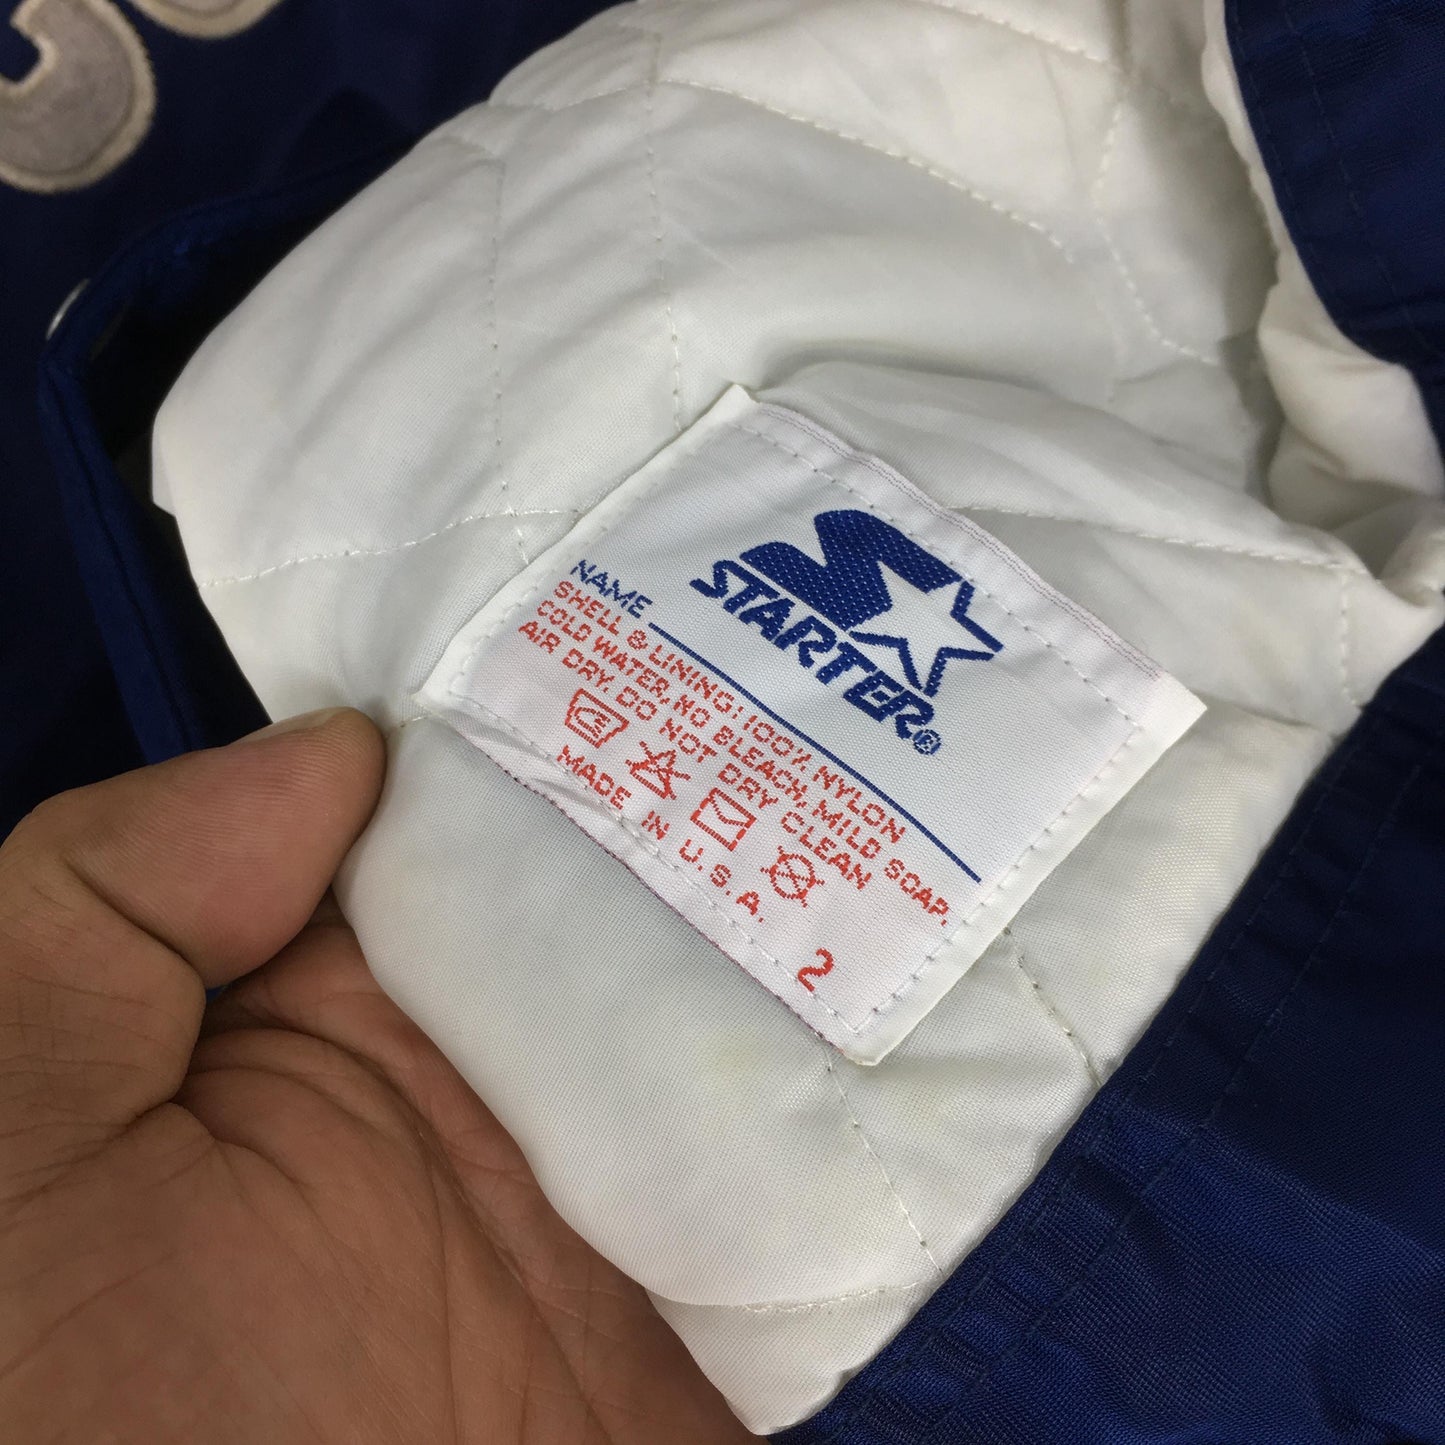 STARTER®
NAME
SHELL & LINING: 100% NYLON
COLD WATER, NO BLEACH, MILD SOAP.
AIR DRY. DO NOT DRY CLEAN
MADE IN U.S.A.
2